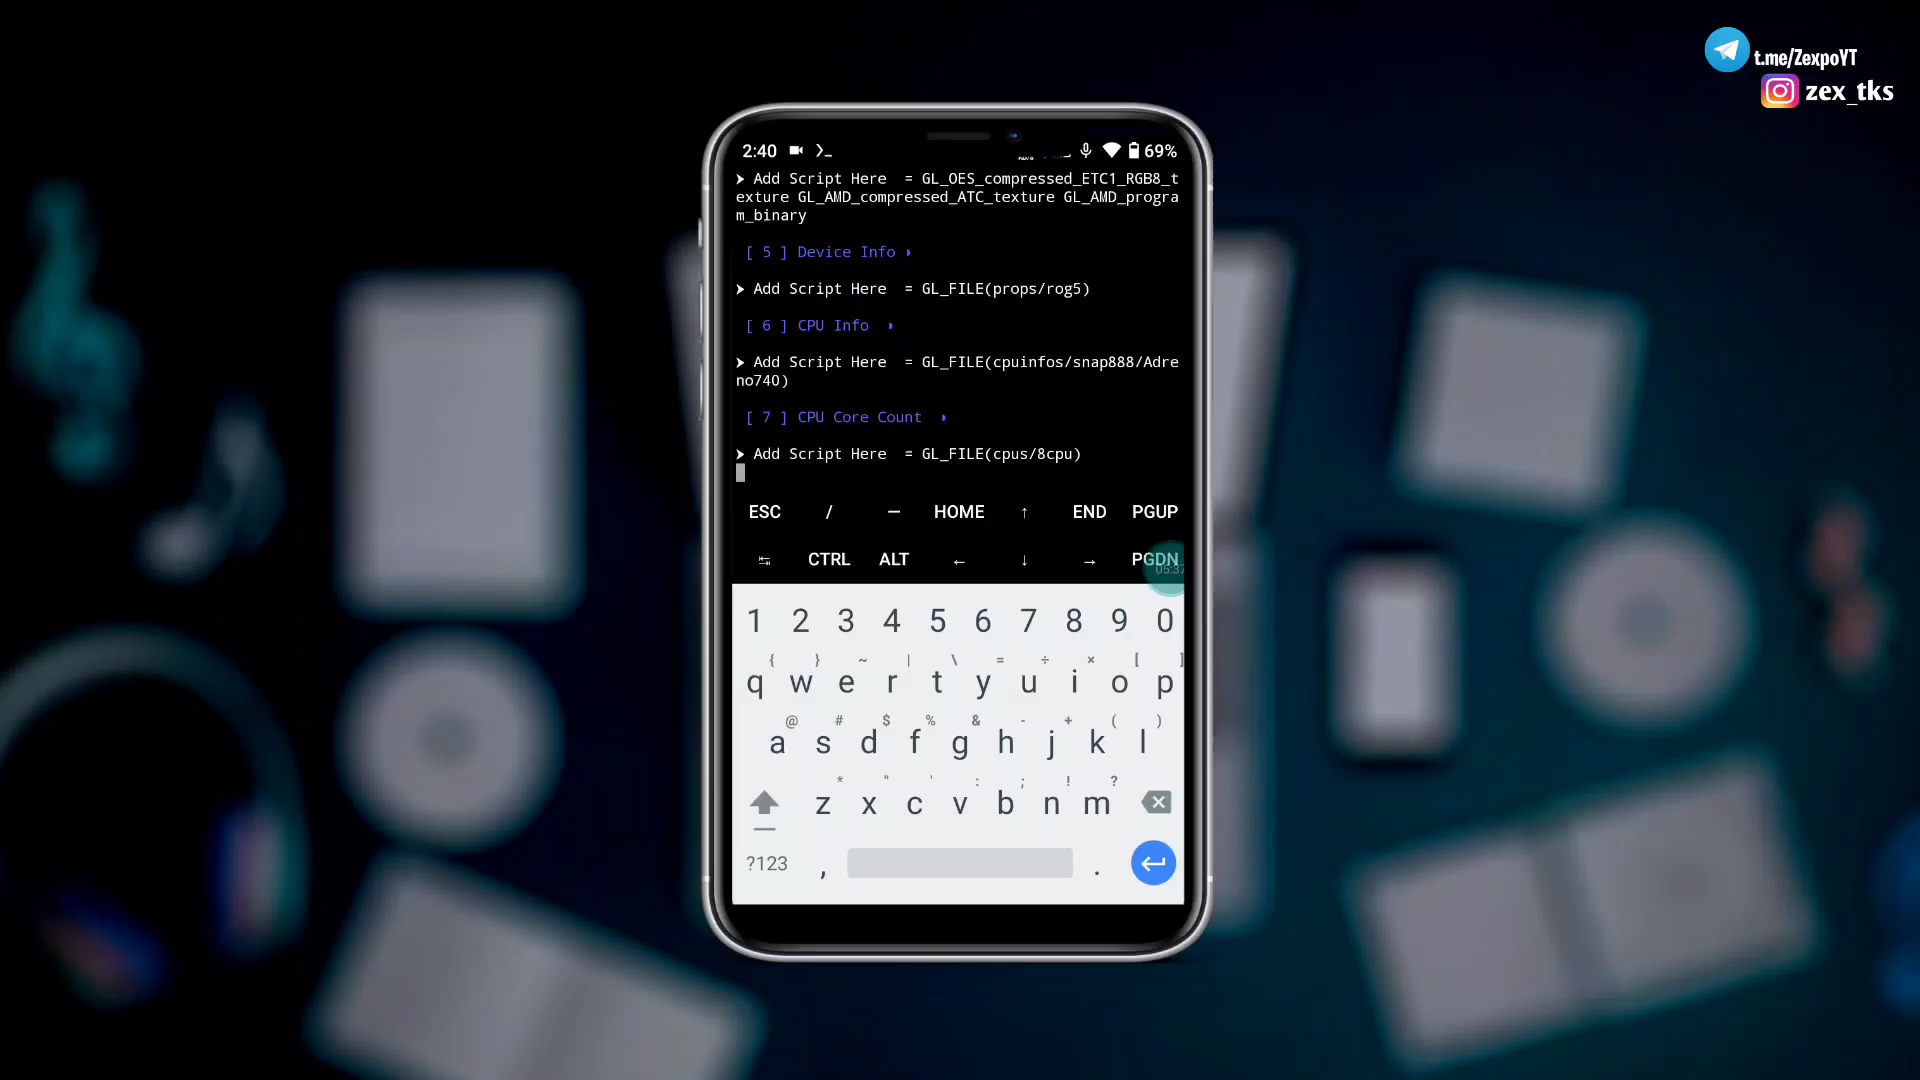 t.me/ZexpoYT
zex_tks
2:40
69%
➤ Add Script Here = GL_OES_compressed_ETC1_RGB8_t
exture GL_AMD_compressed_ATC_texture GL_AMD_progra
m_binary
[ 5 ] Device Info
➤ Add Script Here = GL_FILE(props/rog5)
[ 6 ] CPU Info
➤ Add Script Here = GL_FILE(cpuinfos/snap888/Adre
no740)
[ 7 ] CPU Core Count
➤ Add Script Here = GL_FILE(cpus/8cpu)
ESC / — HOME ↑ END PGUP
⇆ CTRL ALT ← ↓ → PGDN
05:37
1 2 3 4 5 6 7 8 9 0
{ } ~ | \ = ÷ × [ ]
q w e r t y u i o p
@ # $ % & - + ( )
a s d f g h j k l
* " ' : ; ! ?
z x c v b n m
?123 , .